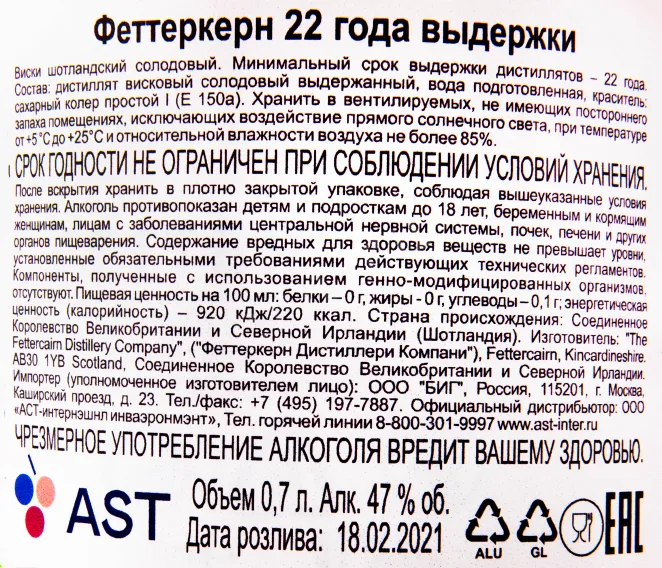 Феттеркерн 22 года выдержки
Виски шотландский солодовый. Минимальный срок выдержки дистиллятов – 22 года.
Состав: дистиллят висковый солодовый выдержанный, вода подготовленная, краситель:
сахарный колер простой I (E 150a). Хранить в вентилируемых, не имеющих постороннего
запаха помещениях, исключающих воздействие прямого солнечного света, при температуре
от +5 °С до +25°С и относительной влажности воздуха не более 85%.
СРОК ГОДНОСТИ НЕ ОГРАНИЧЕН ПРИ СОБЛЮДЕНИИ УСЛОВИЙ ХРАНЕНИЯ.
После вскрытия хранить в плотно закрытой упаковке, соблюдая вышеуказанные условия
хранения. Алкоголь противопоказан детям и подросткам до 18 лет, беременным и кормящим
женщинам, лицам с заболеваниями центральной нервной системы, почек, печени и других
органов пищеварения. Содержание вредных для здоровья веществ не превышает уровни,
установленные обязательными требованиями действующих технических регламентов.
Компоненты, полученные с использованием генно-модифицированных организмов,
отсутствуют. Пищевая ценность на 100 мл: белки – 0 г, жиры - 0 г, углеводы – 0,1 г; энергетическая
ценность (калорийность) – 920 кДж/220 ккал. Страна происхождения: Соединенное
Королевство Великобритании и Северной Ирландии (Шотландия). Изготовитель: "The
Fettercairn Distillery Company", ("Феттеркерн Дистиллери Компани"), Fettercairn, Kincardineshire.
AB30 1YB Scotland, Соединенное Королевство Великобритании и Северной Ирландии.
Импортер (уполномоченное изготовителем лицо): ООО "БИГ", Россия, 115201, г. Москва,
Каширский проезд, д. 23. Тел./факс: +7 (495) 197-7887. Официальный дистрибьютор: ООО
«АСТ-интернэшнл инваэронмэнт», Тел. горячей линии 8-800-301-9997 www.ast-inter.ru
ЧРЕЗМЕРНОЕ УПОТРЕБЛЕНИЕ АЛКОГОЛЯ ВРЕДИТ ВАШЕМУ ЗДОРОВЬЮ.
AST
Объем 0,7 л. Алк. 47 % об.
Дата розлива: 18.02.2021
ALU
GL
EAC